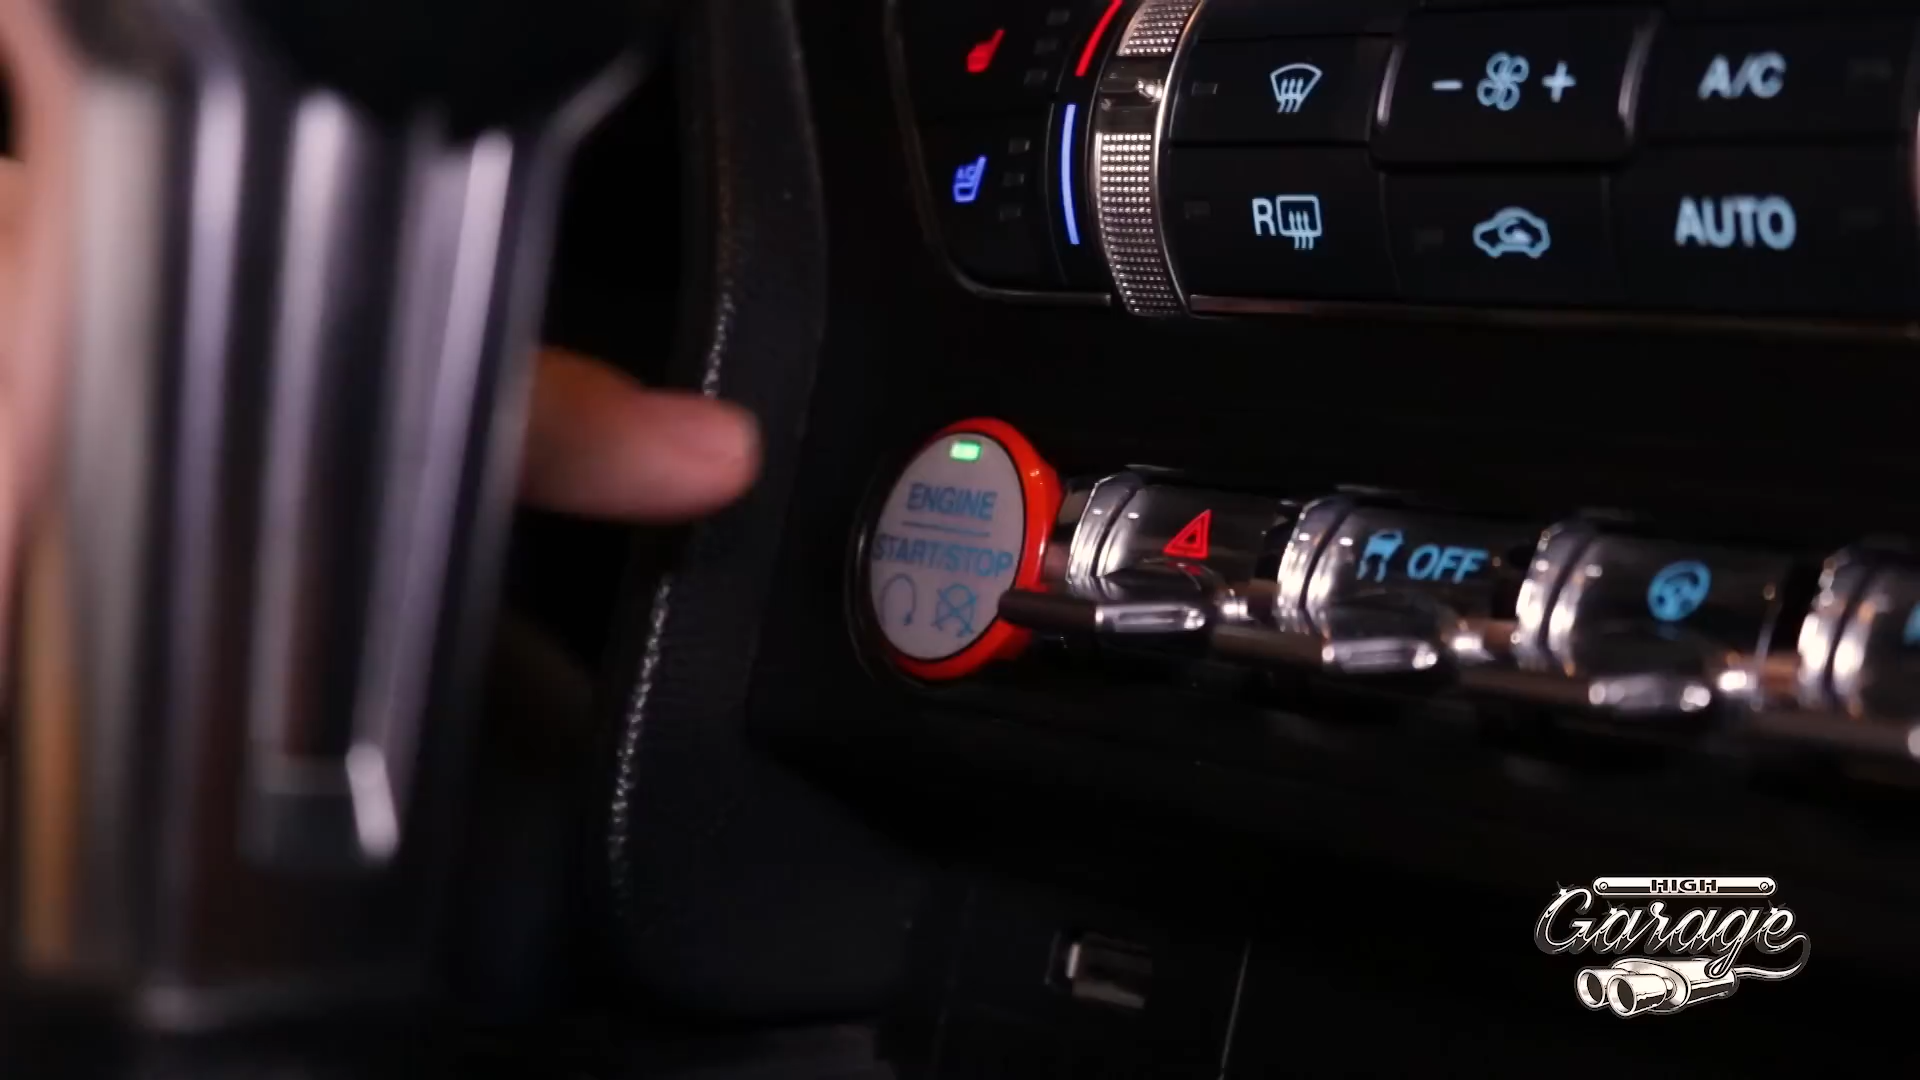 - +
A/C
R
AUTO
ENGINE
START/STOP
OFF
HIGH
Garage